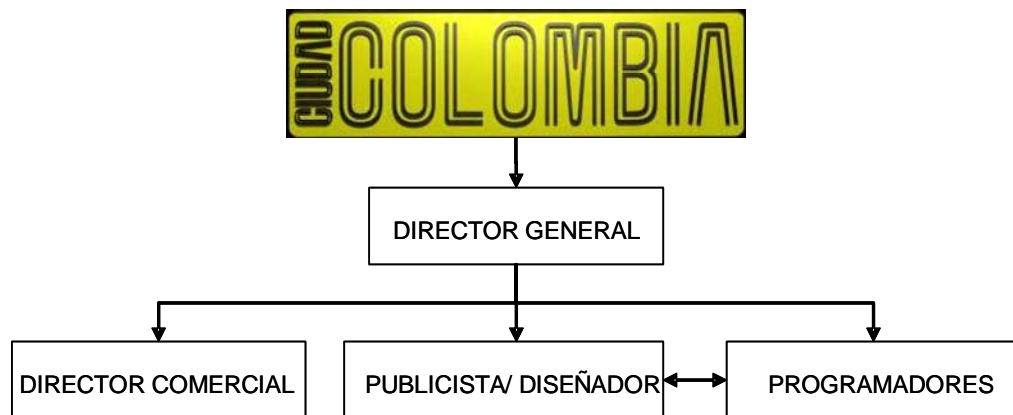 CIUDAD
COLOMBIA
DIRECTOR GENERAL
DIRECTOR COMERCIAL
PUBLICISTA/ DISEÑADOR
PROGRAMADORES